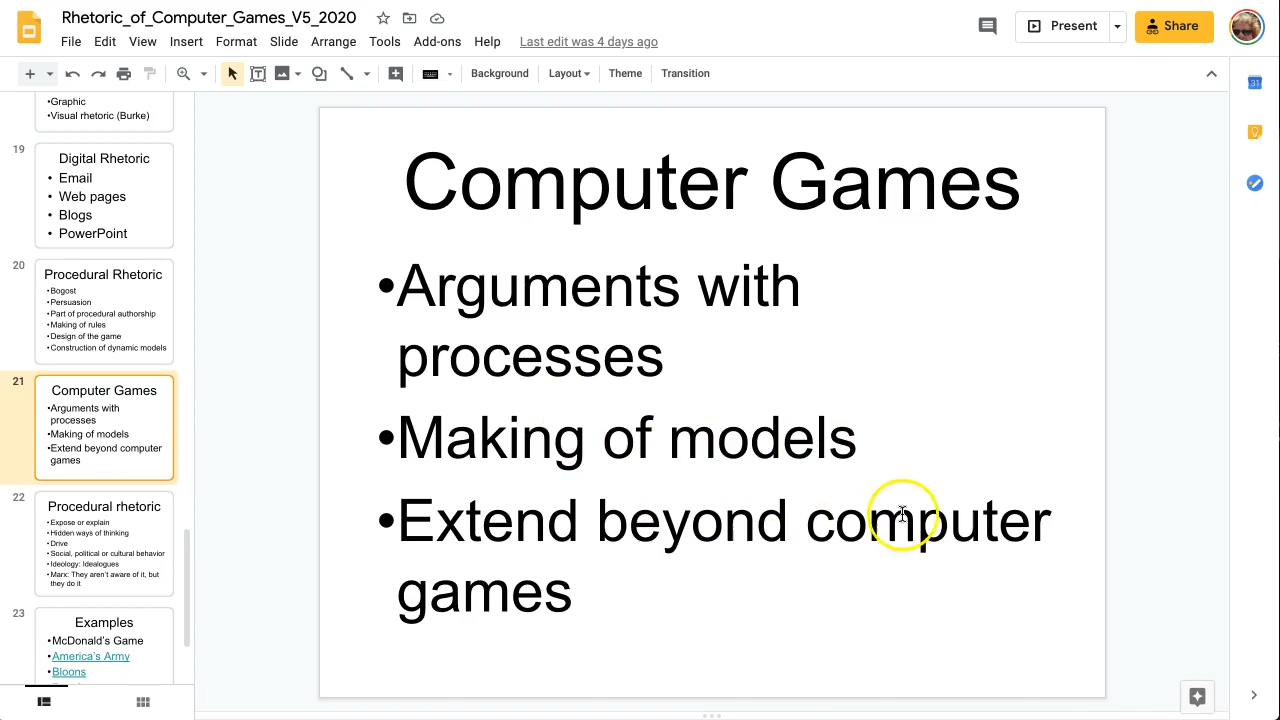 Rhetoric_of_Computer_Games_V5_2020
File Edit View Insert Format Slide Arrange Tools Add-ons Help Last edit was 4 days ago
Present
Share
Background Layout Theme Transition
31
•Graphic
•Visual rhetoric (Burke)
19
Digital Rhetoric
• Email
• Web pages
• Blogs
• PowerPoint
20
Procedural Rhetoric
•Bogost
•Persuasion
•Part of procedural authorship
•Making of rules
•Design of the game
•Construction of dynamic models
21
Computer Games
•Arguments with
processes
•Making of models
•Extend beyond computer
games
22
Procedural rhetoric
•Expose or explain
•Hidden ways of thinking
•Drive
•Social, political or cultural behavior
•Ideology: Idealogues
•Marx: They aren't aware of it, but
they do it
23
Examples
•McDonald's Game
•America's Army
•Bloons
Computer Games
•Arguments with
processes
•Making of models
•Extend beyond computer
games